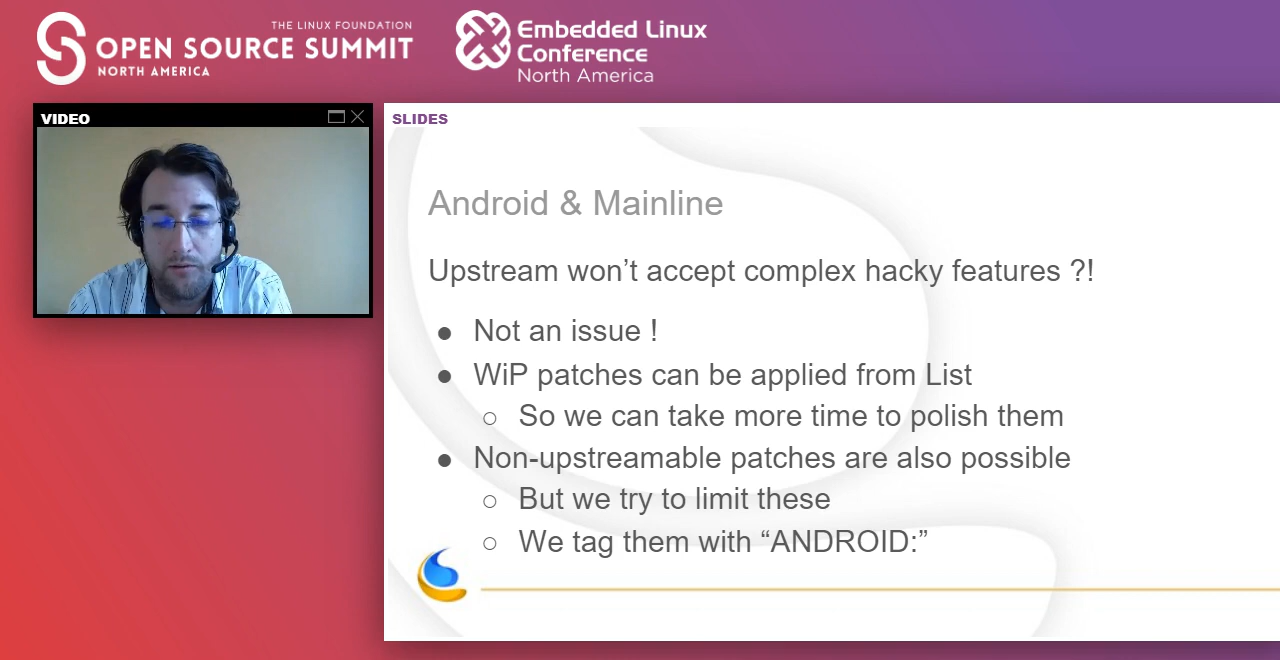 THE LINUX FOUNDATION
OPEN SOURCE SUMMIT
NORTH AMERICA
Embedded Linux
Conference
North America
VIDEO
SLIDES
Android & Mainline
Upstream won’t accept complex hacky features ?!
● Not an issue !
● WiP patches can be applied from List
○ So we can take more time to polish them
● Non-upstreamable patches are also possible
○ But we try to limit these
○ We tag them with “ANDROID:”